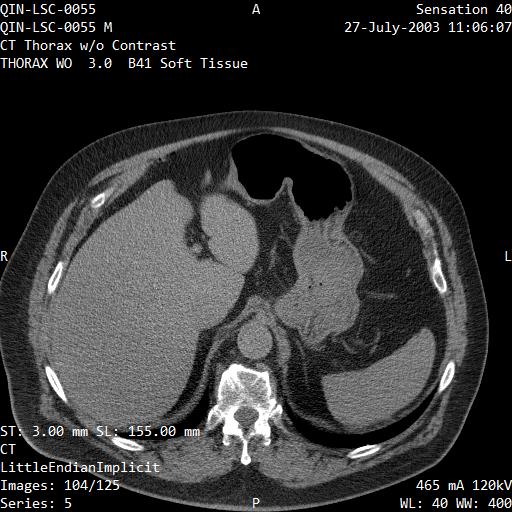 QIN-LSC-0055
A
Sensation 40
QIN-LSC-0055 M
27-July-2003 11:06:07
CT Thorax w/o Contrast
THORAX WO  3.0  B41 Soft Tissue
R
L
ST: 3.00 mm SL: 155.00 mm
CT
LittleEndianImplicit
Images: 104/125
465 mA 120kV
Series: 5
P
WL: 40 WW: 400